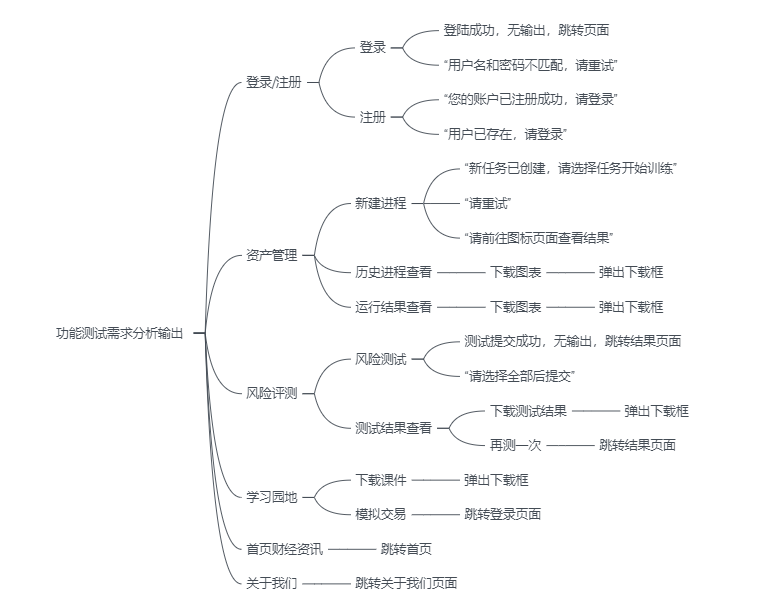 功能测试需求分析输出
登录/注册
登录
登陆成功，无输出，跳转页面
“用户名和密码不匹配，请重试”
注册
“您的账户已注册成功，请登录”
“用户已存在，请登录”
资产管理
新建进程
“新任务已创建，请选择任务开始训练”
“请重试”
“请前往图标页面查看结果”
历史进程查看
下载图表
弹出下载框
运行结果查看
下载图表
弹出下载框
风险评测
风险测试
测试提交成功，无输出，跳转结果页面
“请选择全部后提交”
测试结果查看
下载测试结果
弹出下载框
再测一次
跳转结果页面
学习园地
下载课件
弹出下载框
模拟交易
跳转登录页面
首页财经资讯
跳转首页
关于我们
跳转关于我们页面